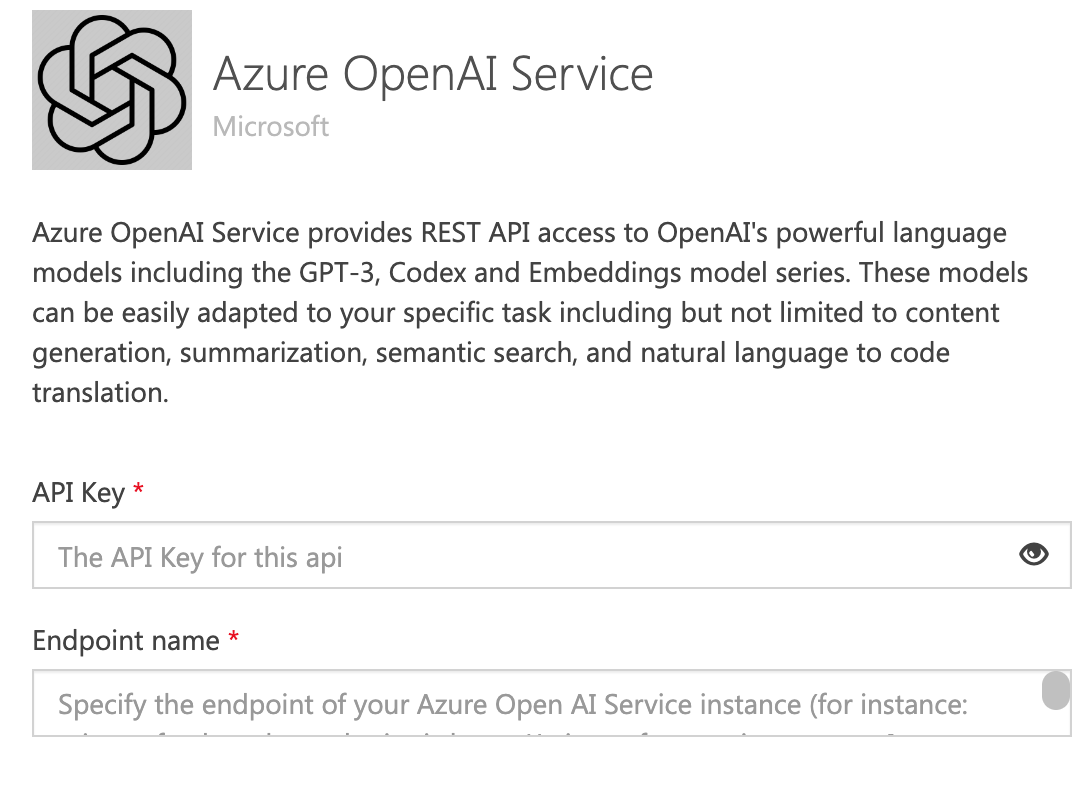 Azure OpenAI Service
Microsoft
Azure OpenAI Service provides REST API access to OpenAI's powerful language
models including the GPT-3, Codex and Embeddings model series. These models
can be easily adapted to your specific task including but not limited to content
generation, summarization, semantic search, and natural language to code
translation.
API Key *
The API Key for this api
Endpoint name *
Specify the endpoint of your Azure Open AI Service instance (for instance: